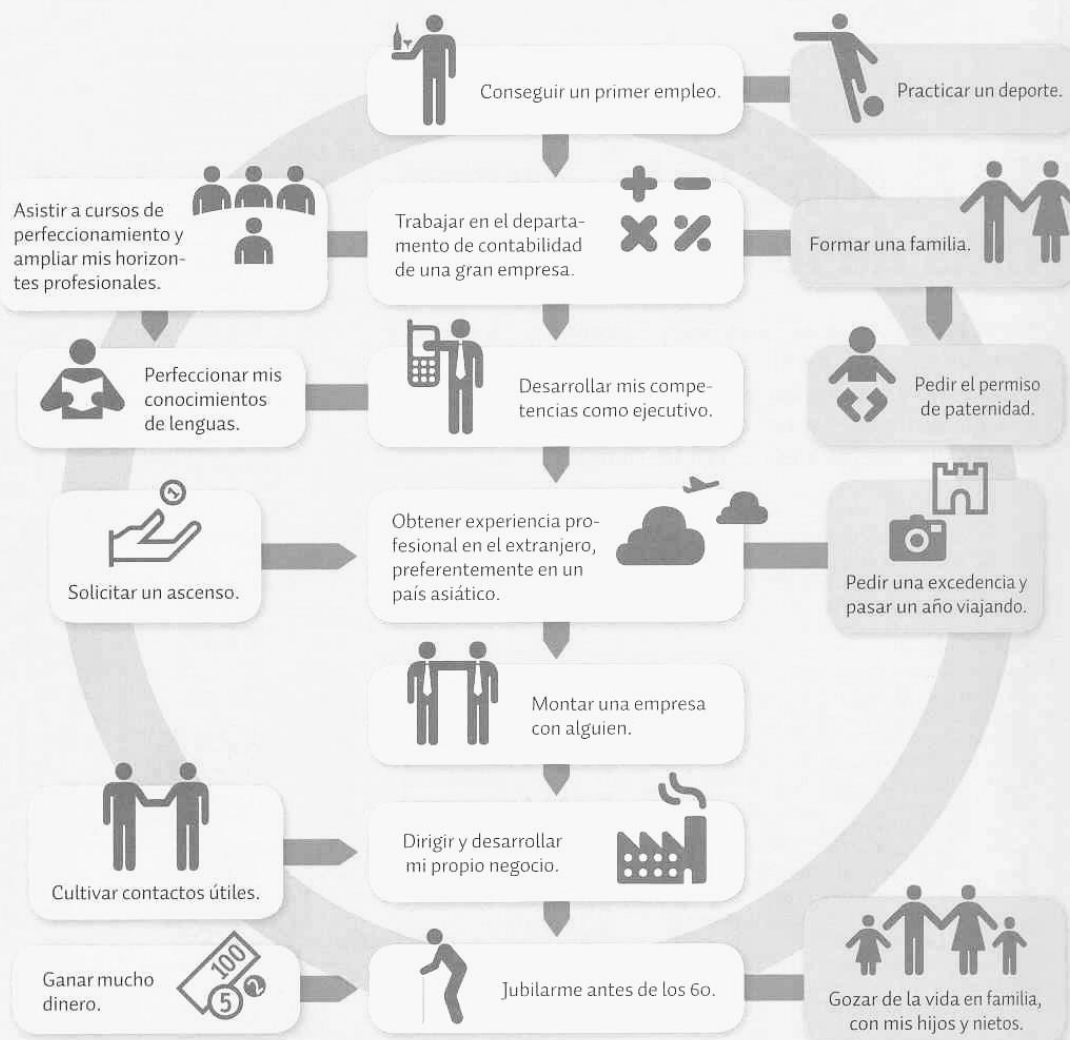 Conseguir un primer empleo.
Practicar un deporte.
Asistir a cursos de
perfeccionamiento y
ampliar mis horizon-
tes profesionales.
Trabajar en el departa-
mento de contabilidad
de una gran empresa.
Formar una familia.
Perfeccionar mis
conocimientos
de lenguas.
Desarrollar mis compe-
tencias como ejecutivo.
Pedir el permiso
de paternidad.
1
Solicitar un ascenso.
Obtener experiencia pro-
fesional en el extranjero,
preferentemente en un
país asiático.
Pedir una excedencia y
pasar un año viajando.
Montar una empresa
con alguien.
Cultivar contactos útiles.
Dirigir y desarrollar
mi propio negocio.
Ganar mucho
dinero.
100
5
2
Jubilarme antes de los 60.
Gozar de la vida en familia,
con mis hijos y nietos.